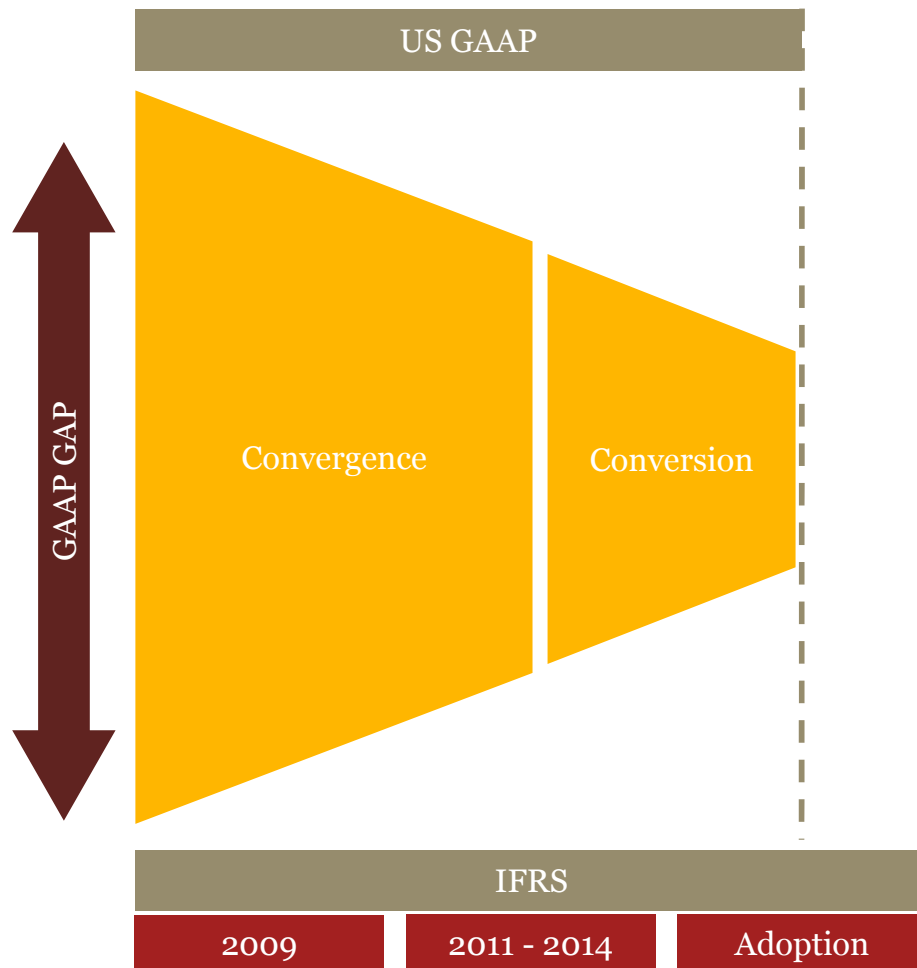 US GAAP
GAAP GAP
Convergence
Conversion
IFRS
2009
2011 - 2014
Adoption